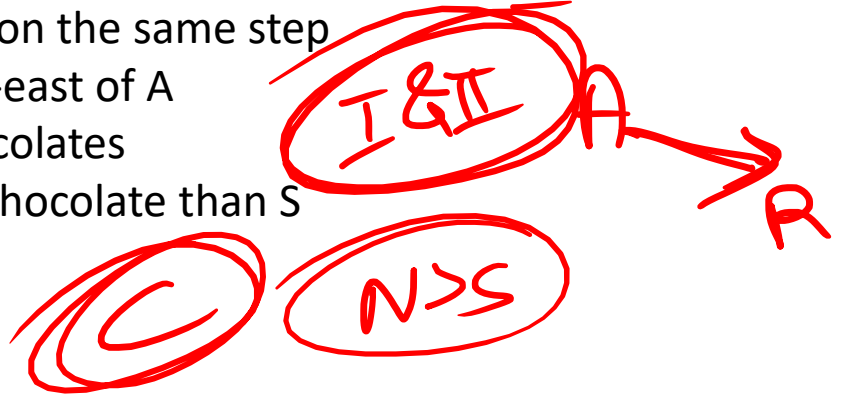 on the same step
-east of A
colates
hocolate than S
I & II
A
R
C
N>S